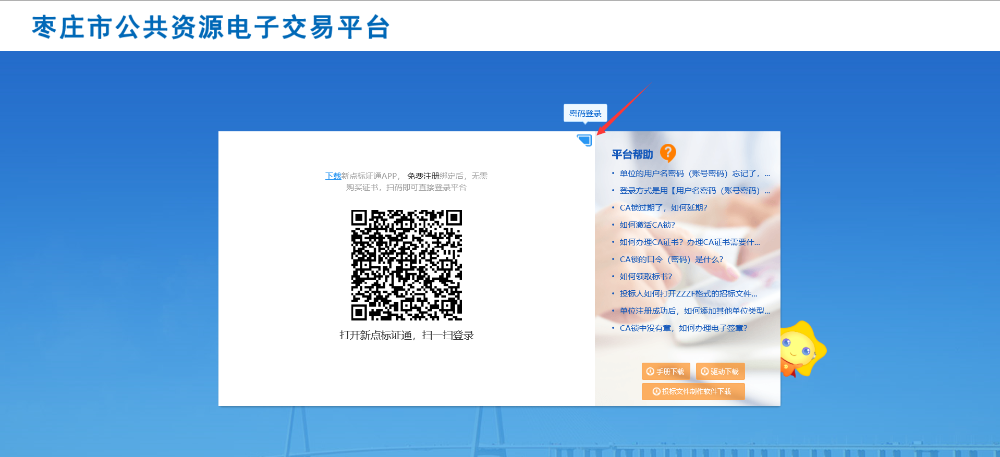 枣庄市公共资源电子交易平台
密码登录
下载新点标证通APP， 免费注册绑定后，无需
购买证书，扫码即可直接登录平台
打开新点标证通，扫一扫登录
平台帮助
单位的用户名密码（账号密码）忘记了，...
登录方式是用【用户名密码（账号密码）...
CA锁过期了，如何延期？
如何激活CA锁？
如何办理CA证书？办理CA证书需要什...
CA锁的口令（密码）是什么？
如何领取标书？
投标人如何打开ZZZF格式的招标文件...
单位注册成功后，如何添加其他单位类型...
CA锁中没有章，如何办理电子签章？
手册下载
驱动下载
投标文件制作软件下载